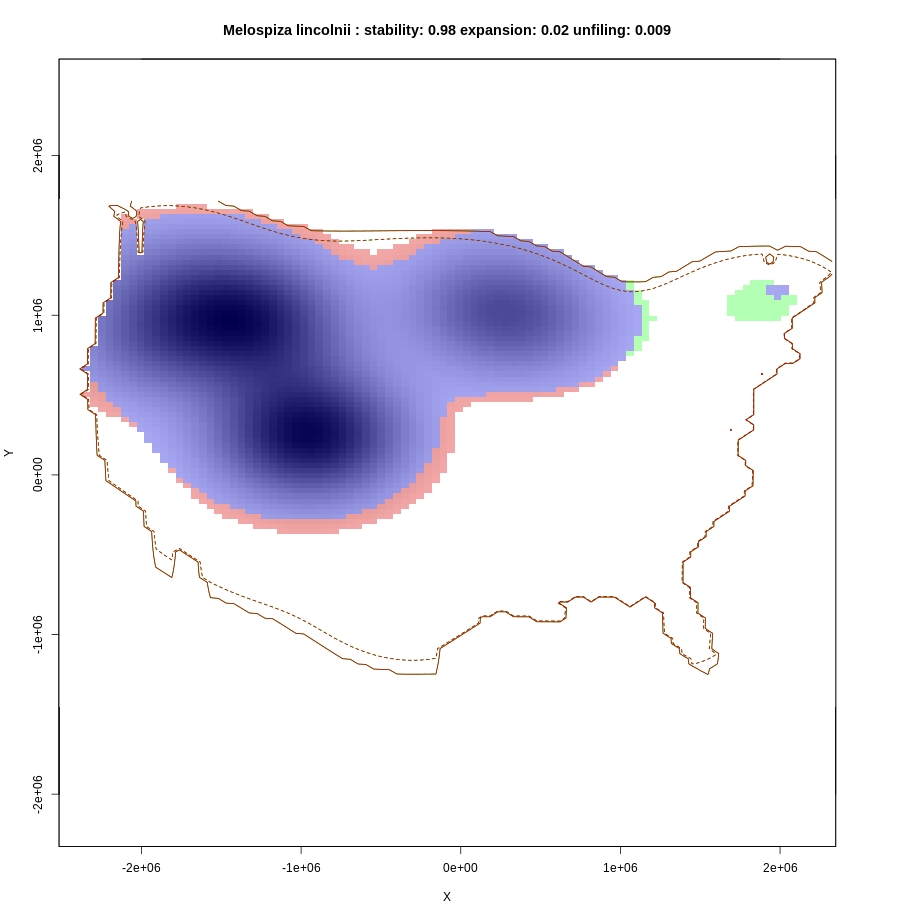 Melospiza lincolnii : stability: 0.98 expansion: 0.02 unfiling: 0.009
2e+06
1e+06
0e+00
-1e+06
-2e+06
Y
-2e+06 -1e+06 0e+00 1e+06 2e+06
X